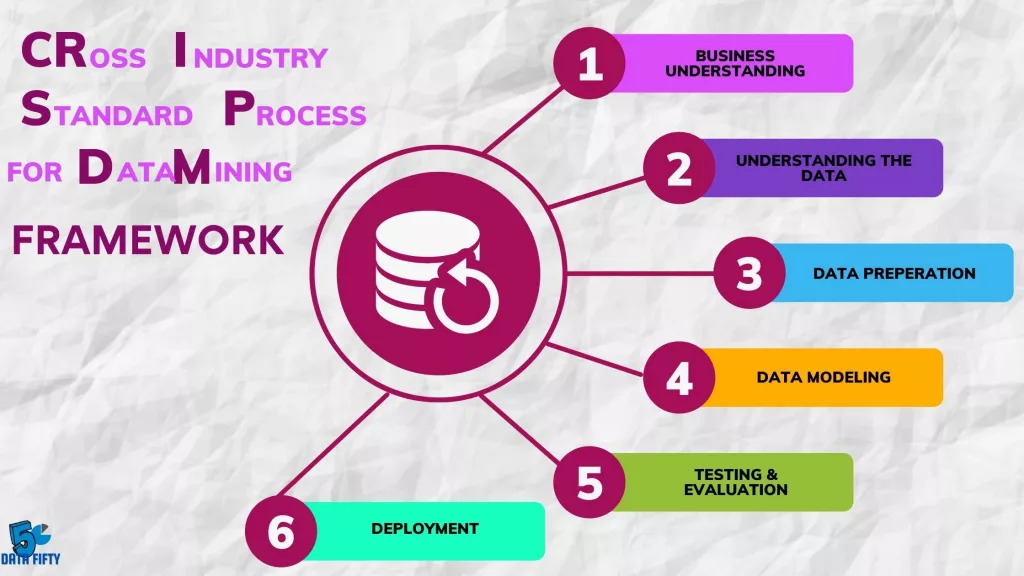 CRoss Industry
Standard Process
for DataMining
FRAMEWORK
1
BUSINESS
UNDERSTANDING
2
UNDERSTANDING THE
DATA
3
DATA PREPERATION
4
DATA MODELING
5
TESTING &
EVALUATION
6
DEPLOYMENT
5
DATA FIFTY